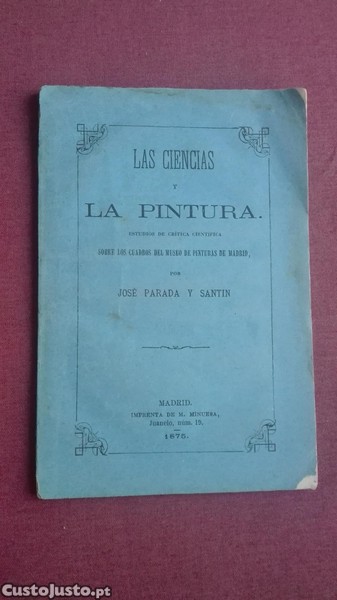 LAS CIENCIAS
Y
LA PINTURA.
ESTUDIOS DE CRÍTICA CIENTÍFICA
SOBRE LOS CUADROS DEL MUSEO DE PINTURAS DE MADRID,
POR
JOSÉ PARADA Y SANTIN
MADRID.
IMPRENTA DE M. MINUESA,
Juanelo, núm. 19.
1875.
CustoJusto.pt